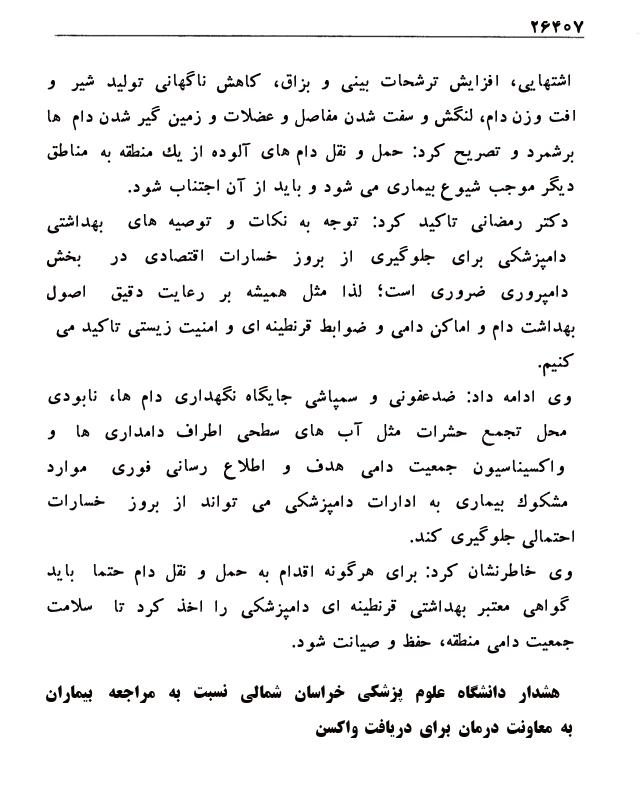 ۲۶۴۰۷
اشتهایی، افزایش ترشحات بینی و بزاق، کاهش ناگهانی تولید شیر و
افت وزن دام، لنگش و سفت شدن مفاصل و عضلات و زمین گیر شدن دام ها
برشمرد و تصریح کرد: حمل و نقل دام های آلوده از یك منطقه به مناطق
دیگر موجب شیوع بیماری می شود و باید از آن اجتناب شود.
دکتر رمضانی تاکید کرد: توجه به نکات و توصیه های بهداشتی
دامپزشکی برای جلوگیری از بروز خسارات اقتصادی در بخش
دامپروری ضروری است؛ لذا مثل همیشه بر رعایت دقیق اصول
بهداشت دام و اماکن دامی و ضوابط قرنطینه ای و امنیت زیستی تاکید می
کنیم.
وی ادامه داد: ضدعفونی و سمپاشی جایگاه نگهداری دام ها، نابودی
محل تجمع حشرات مثل آب های سطحی اطراف دامداری ها و
واکسیناسیون جمعیت دامی هدف و اطلاع رسانی فوری موارد
مشکوك بیماری به ادارات دامپزشکی می تواند از بروز خسارات
احتمالی جلوگیری کند.
وی خاطرنشان کرد: برای هرگونه اقدام به حمل و نقل دام حتما باید
گواهی معتبر بهداشتی قرنطینه ای دامپزشکی را اخذ کرد تا سلامت
جمعیت دامی منطقه، حفظ و صیانت شود.
هشدار دانشگاه علوم پزشکی خراسان شمالی نسبت به مراجعه بیماران
به معاونت درمان برای دریافت واکسن